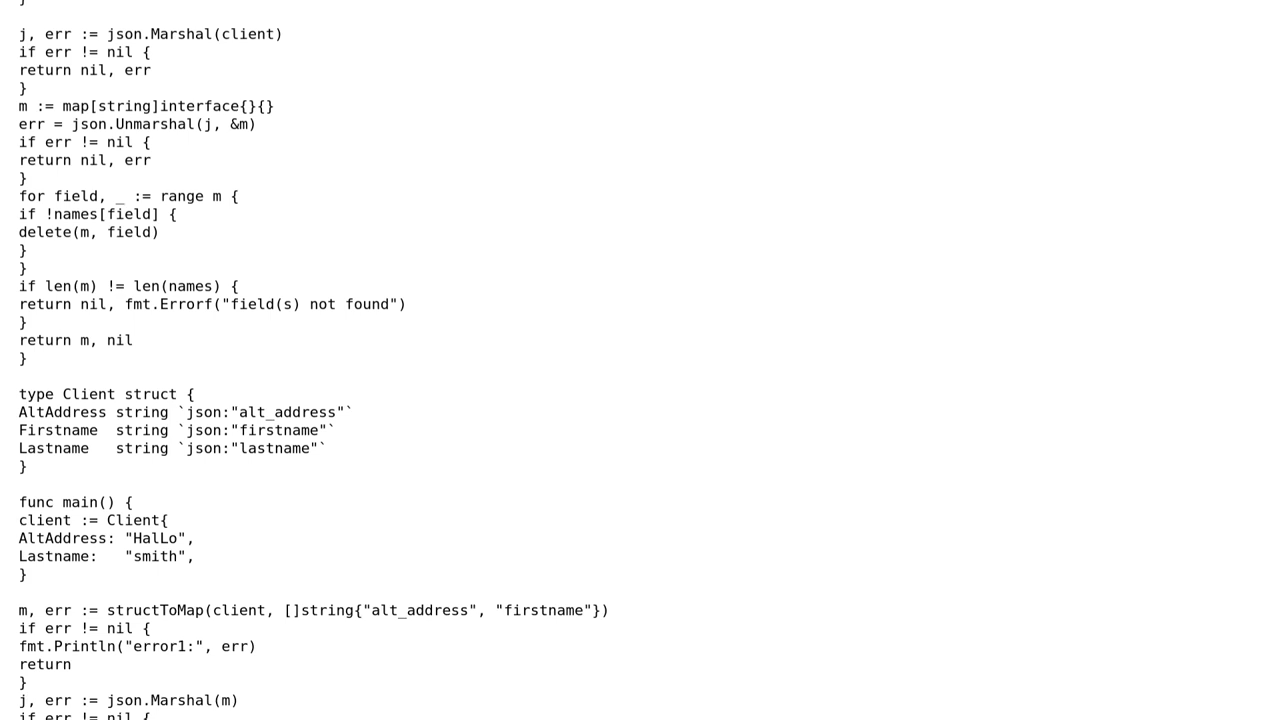 }
j, err := json.Marshal(client)
if err != nil {
return nil, err
}
m := map[string]interface{}{}
err = json.Unmarshal(j, &m)
if err != nil {
return nil, err
}
for field, _ := range m {
if !names[field] {
delete(m, field)
}
}
if len(m) != len(names) {
return nil, fmt.Errorf("field(s) not found")
}
return m, nil
}
type Client struct {
AltAddress string `json:"alt_address"`
Firstname  string `json:"firstname"`
Lastname   string `json:"lastname"`
}
func main() {
client := Client{
AltAddress: "HalLo",
Lastname:   "smith",
}
m, err := structToMap(client, []string{"alt_address", "firstname"})
if err != nil {
fmt.Println("error1:", err)
return
}
j, err := json.Marshal(m)
if err != nil {